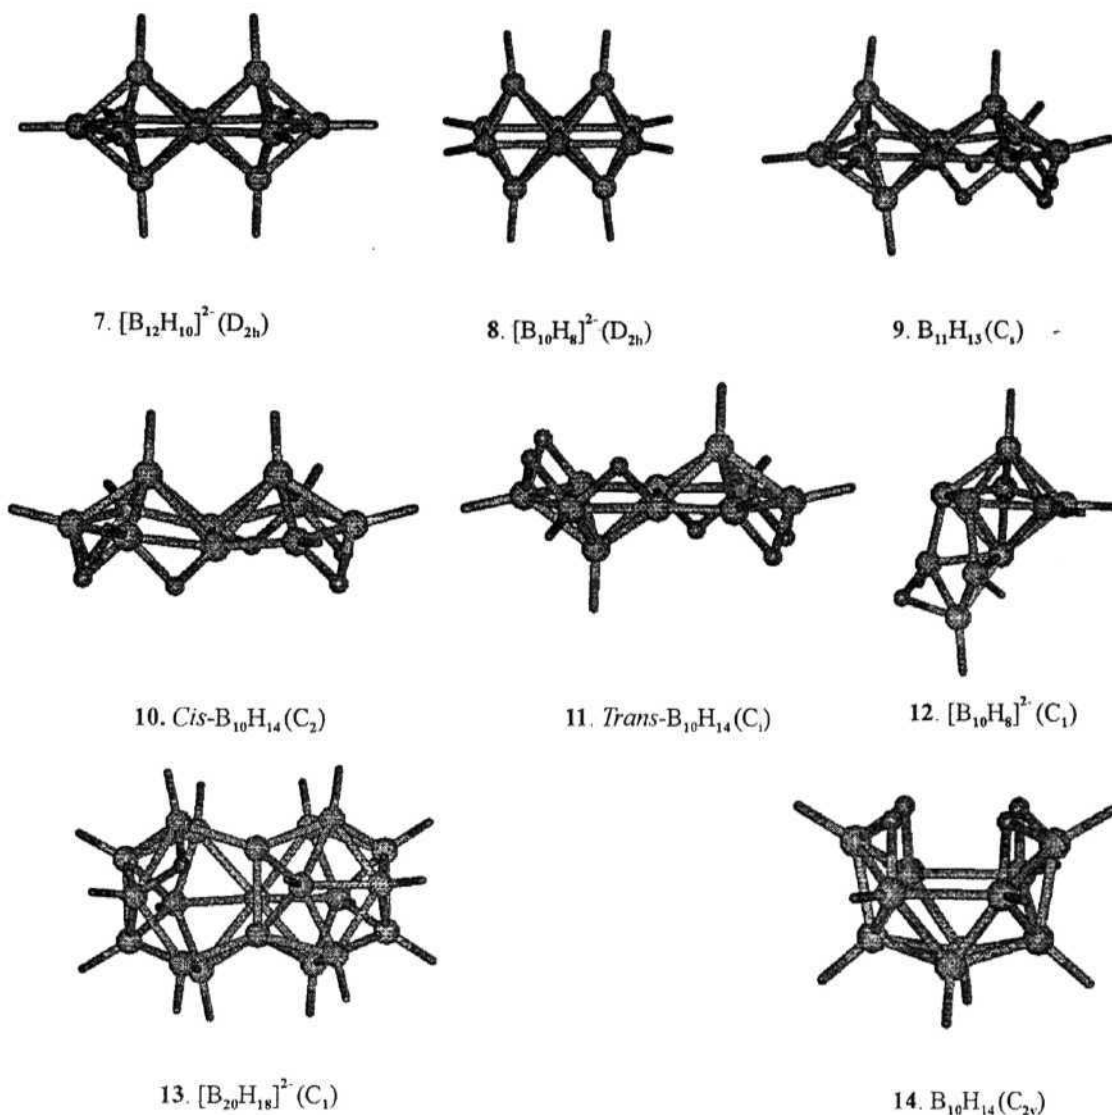 7. [B₁₂H₁₀]²⁻ (D₂ₕ)
8. [B₁₀H₈]²⁻ (D₂ₕ)
9. B₁₁H₁₃ (Cₛ)
10. Cis-B₁₀H₁₄ (C₂)
11. Trans-B₁₀H₁₄ (Cᵢ)
12. [B₁₀H₈]²⁻ (C₁)
13. [B₂₀H₁₈]²⁻ (C₁)
14. B₁₀H₁₄ (C₂ᵥ)